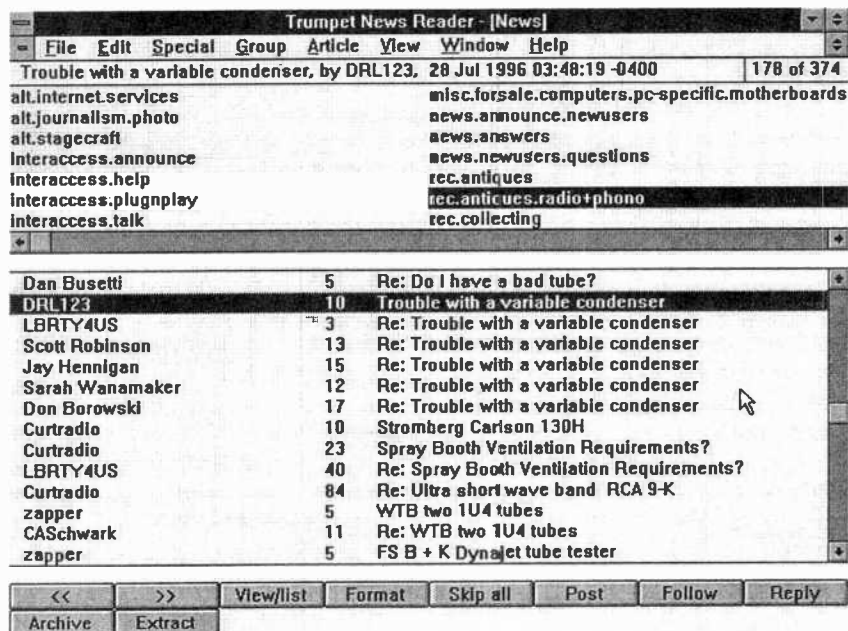 Trumpet News Reader - [News]
File Edit Special Group Article View Window Help
Trouble with a variable condenser, by DRL123, 28 Jul 1996 03:48:19 -0400 178 of 374
alt.internet.services misc.forsale.computers.pc-specific.motherboards
alt.journalism.photo news.announce.newusers
alt.stagecraft news.answers
interaccess.announce news.newusers.questions
interaccess.help rec.antiques
interaccess.plugnplay rec.antiques.radio+phono
interaccess.talk rec.collecting
Dan Busetti 5 Re: Do I have a bad tube?
DRL123 10 Trouble with a variable condenser
LBRTY4US 3 Re: Trouble with a variable condenser
Scott Robinson 13 Re: Trouble with a variable condenser
Jay Hennigan 15 Re: Trouble with a variable condenser
Sarah Wanamaker 12 Re: Trouble with a variable condenser
Don Borowski 17 Re: Trouble with a variable condenser
Curtradio 10 Stromberg Carlson 130H
Curtradio 23 Spray Booth Ventilation Requirements?
LBRTY4US 40 Re: Spray Booth Ventilation Requirements?
Curtradio 84 Re: Ultra short wave band RCA 9-K
zapper 5 WTB two 1U4 tubes
CASchwark 11 Re: WTB two 1U4 tubes
zapper 5 FS B + K Dynajet tube tester
<< >> View/list Format Skip all Post Follow Reply
Archive Extract